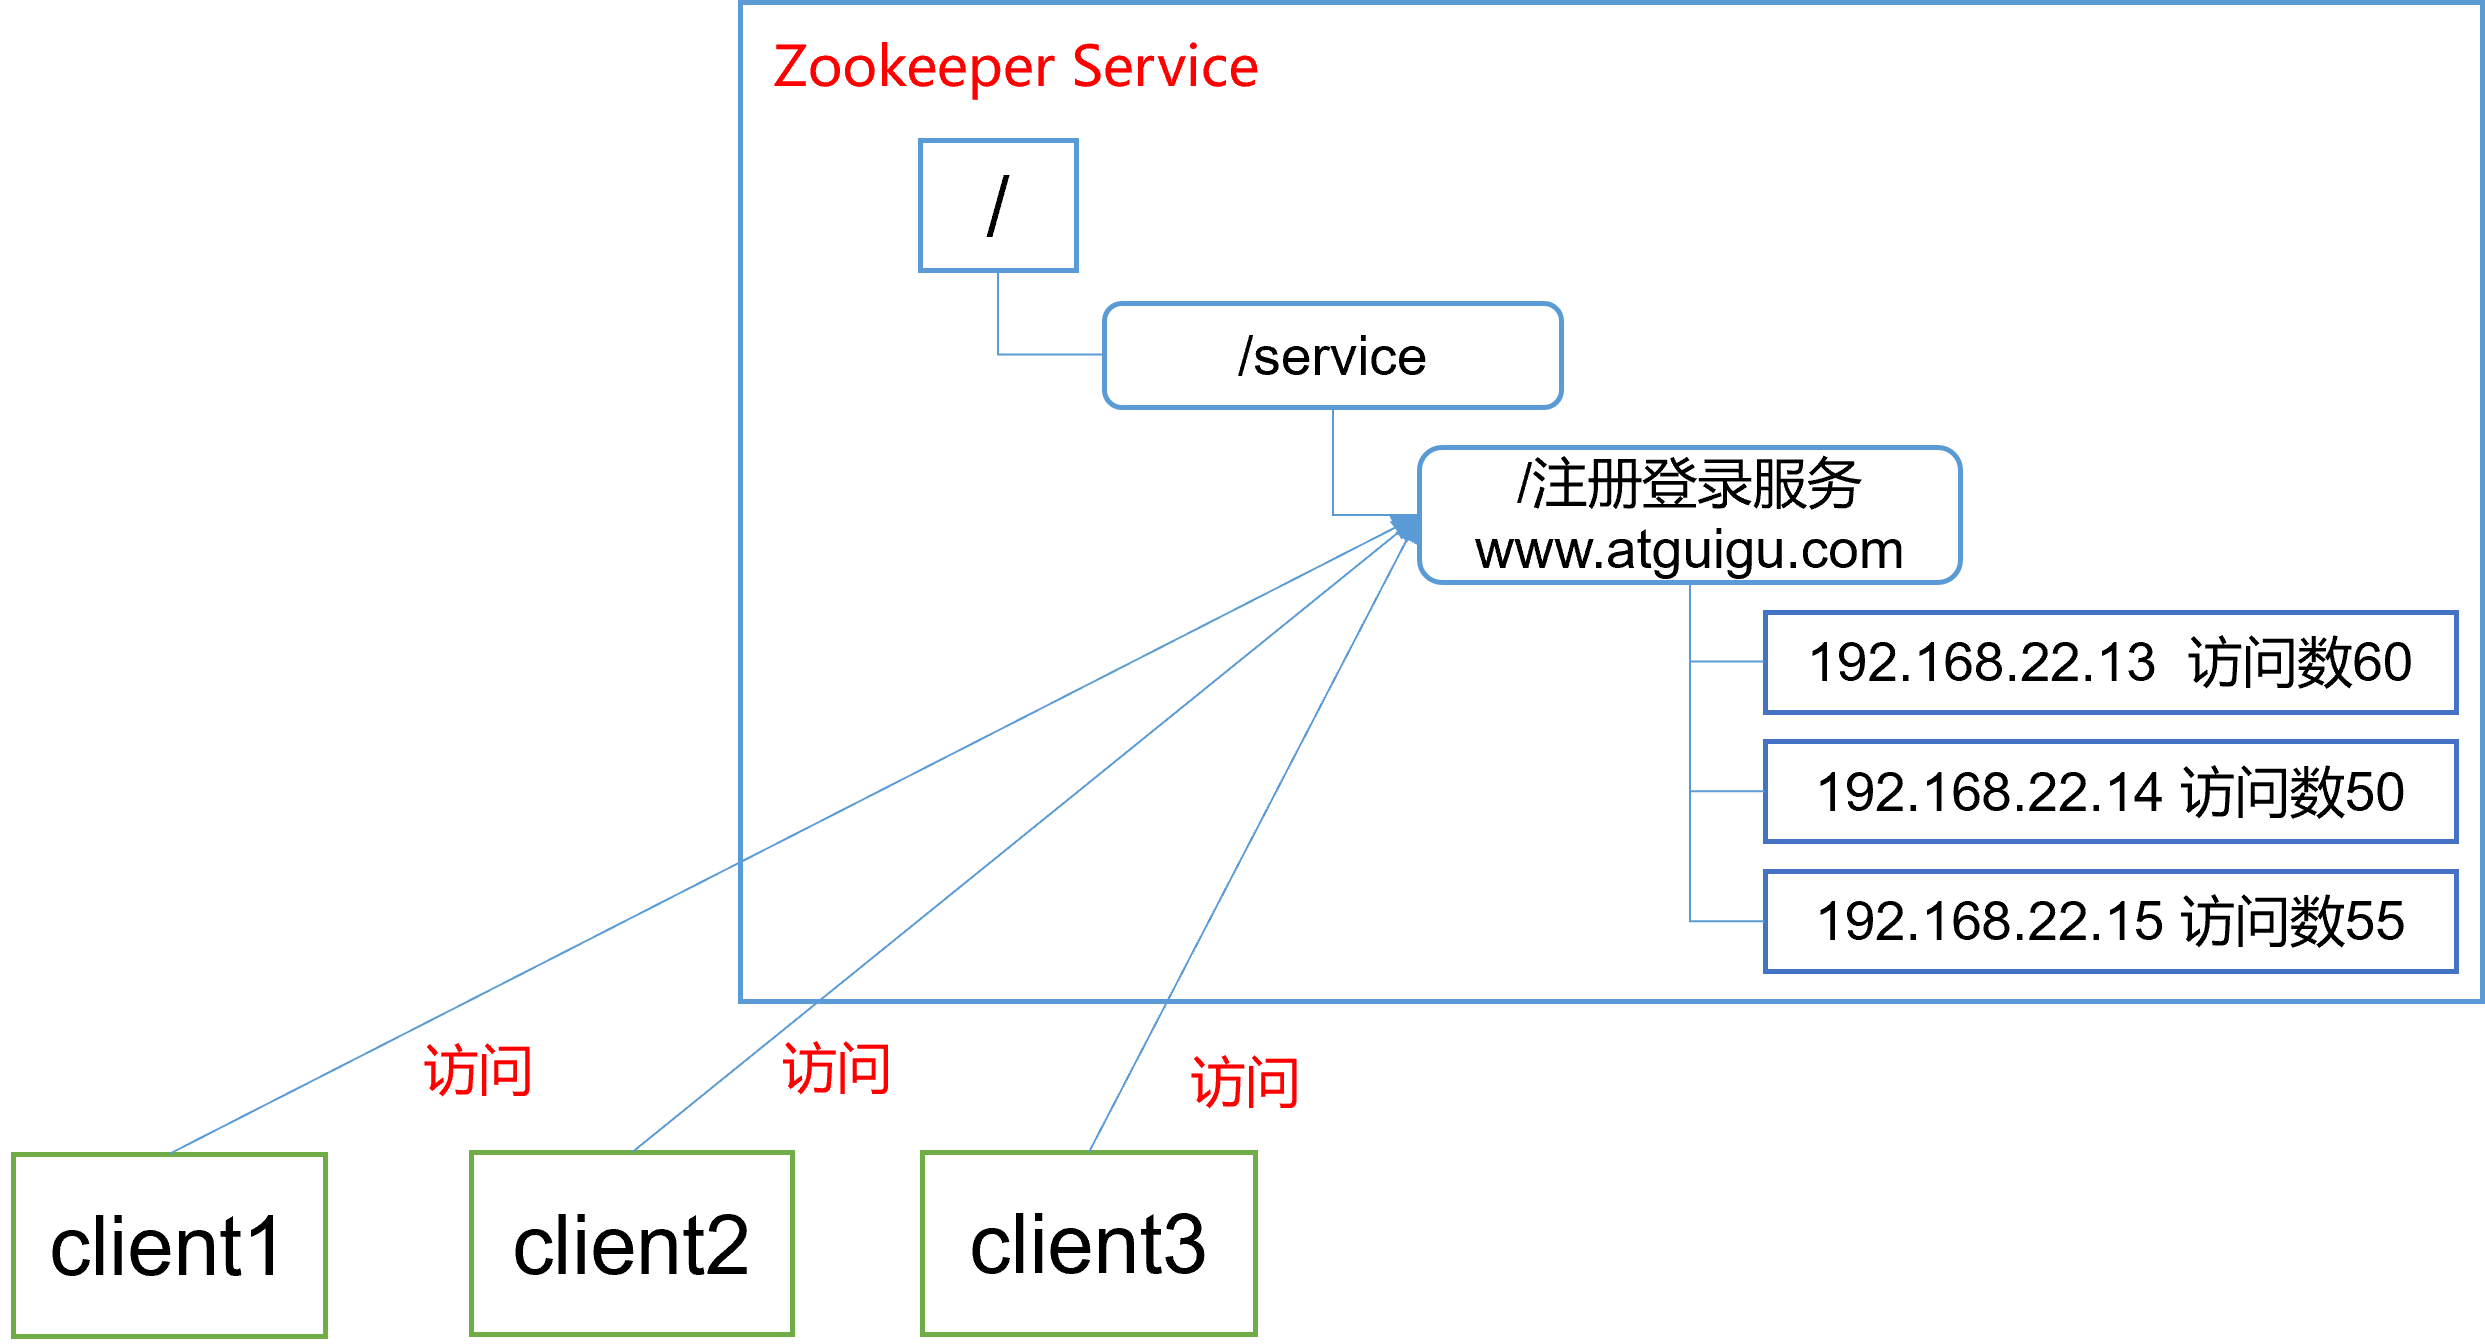 Zookeeper Service
/
/service
/注册登录服务
www.atguigu.com
192.168.22.13  访问数60
192.168.22.14 访问数50
192.168.22.15 访问数55
访问
访问
访问
client1
client2
client3